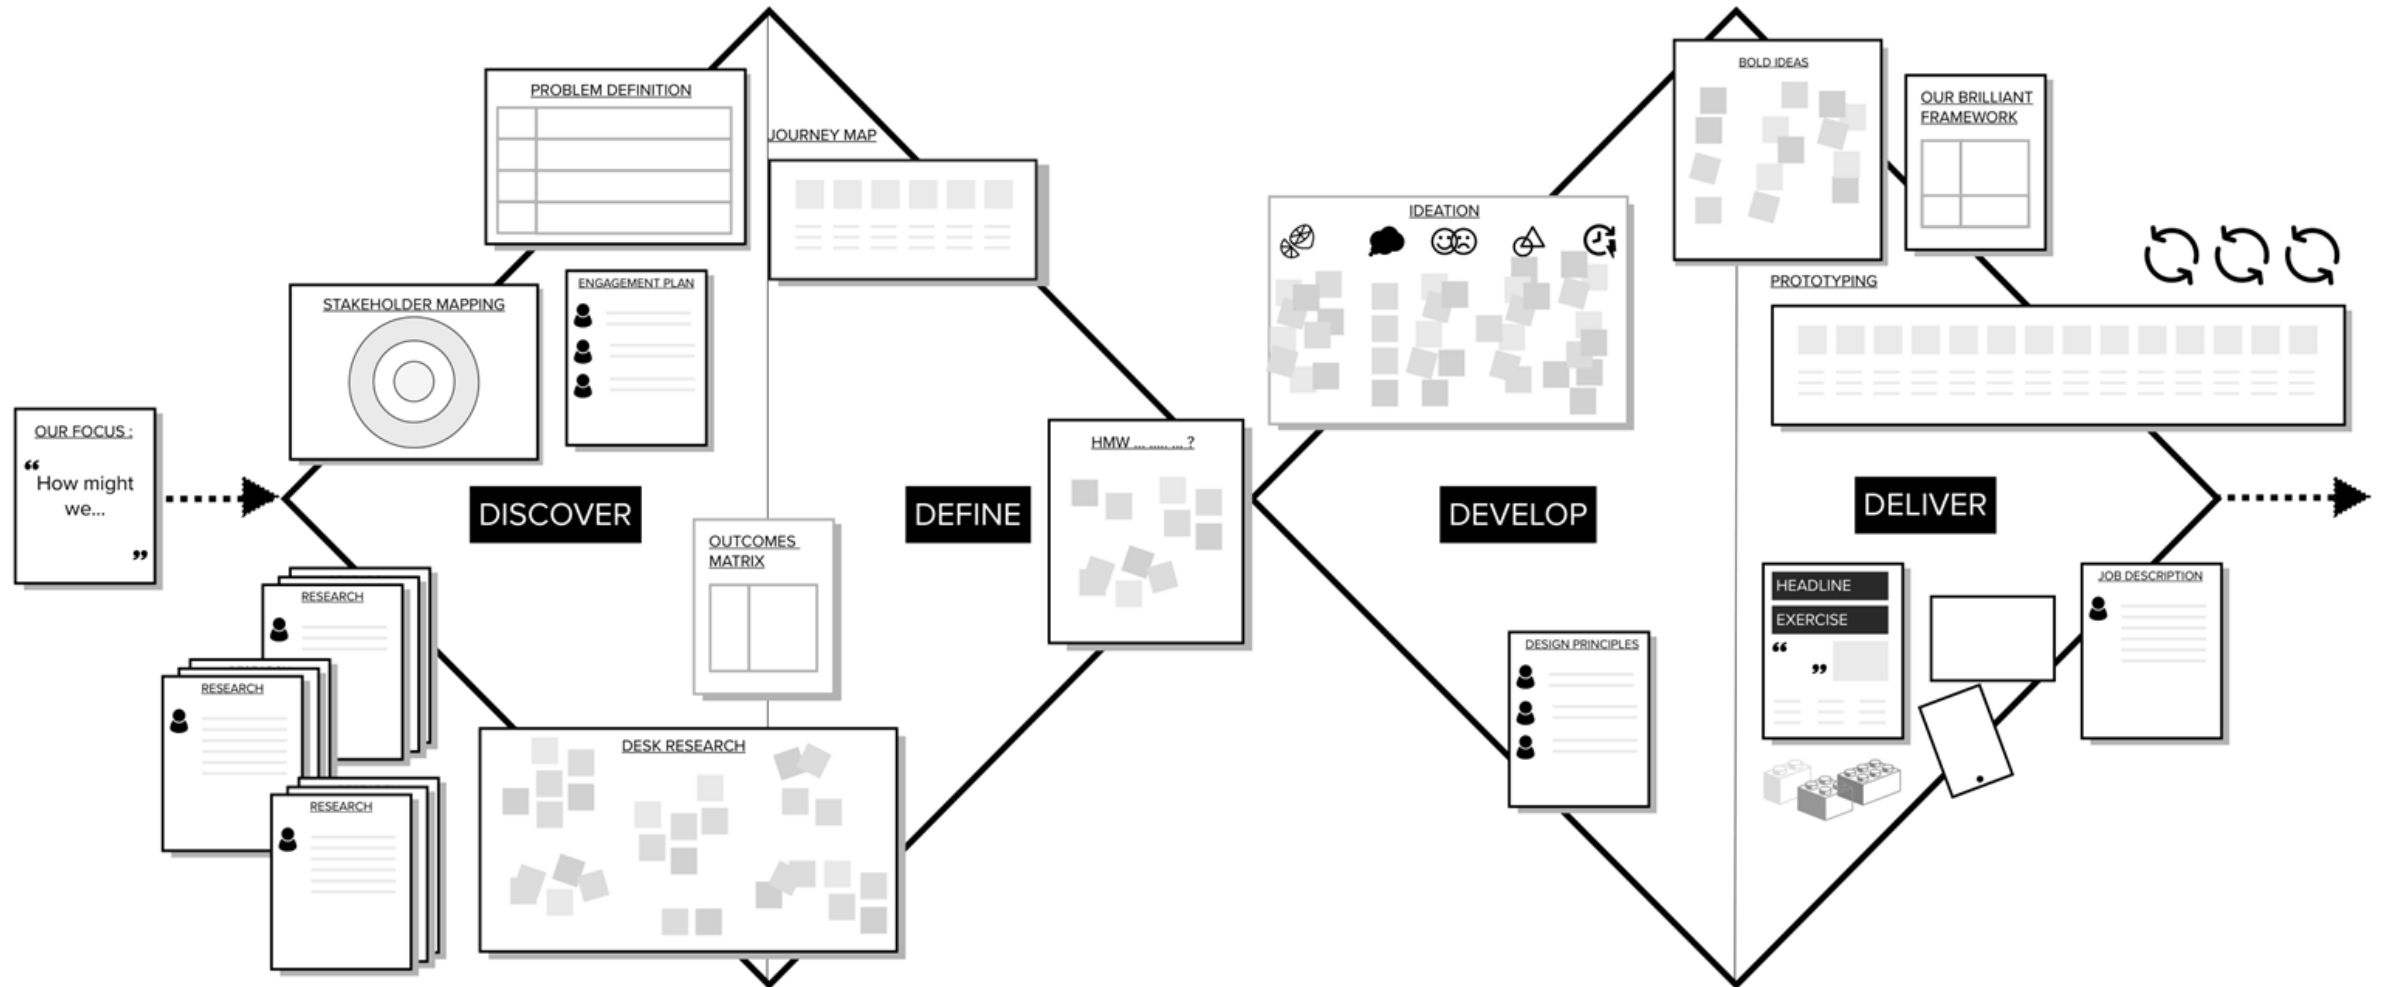 OUR FOCUS :
“
How might
we...
”
STAKEHOLDER MAPPING
PROBLEM DEFINITION
ENGAGEMENT PLAN
JOURNEY MAP
DISCOVER
RESEARCH
RESEARCH
RESEARCH
OUTCOMES
MATRIX
DESK RESEARCH
DEFINE
HMW ... ..... ... ?
IDEATION
DEVELOP
DESIGN PRINCIPLES
BOLD IDEAS
OUR BRILLIANT
FRAMEWORK
PROTOTYPING
DELIVER
HEADLINE
EXERCISE
“
”
JOB DESCRIPTION